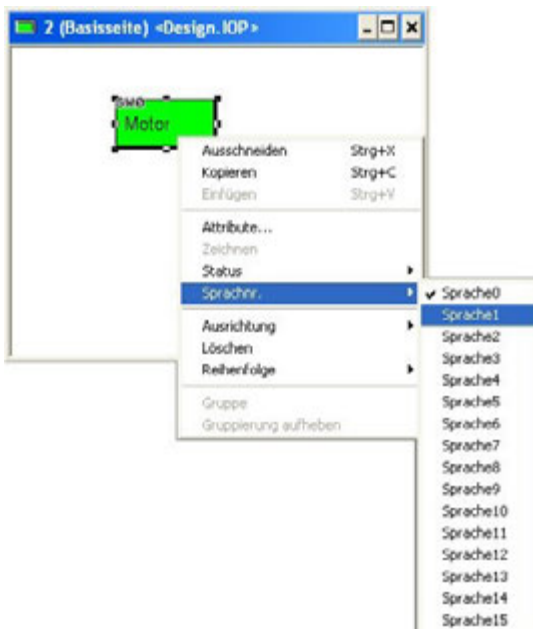 2 (Basisseite) <Design.IOP>
SW0
Motor
Ausschneiden Strg+X
Kopieren Strg+C
Einfügen Strg+V
Attribute...
Zeichnen
Status
Sprachnr.
Ausrichtung
Löschen
Reihenfolge
Gruppe
Gruppierung aufheben
Sprache0
Sprache1
Sprache2
Sprache3
Sprache4
Sprache5
Sprache6
Sprache7
Sprache8
Sprache9
Sprache10
Sprache11
Sprache12
Sprache13
Sprache14
Sprache15